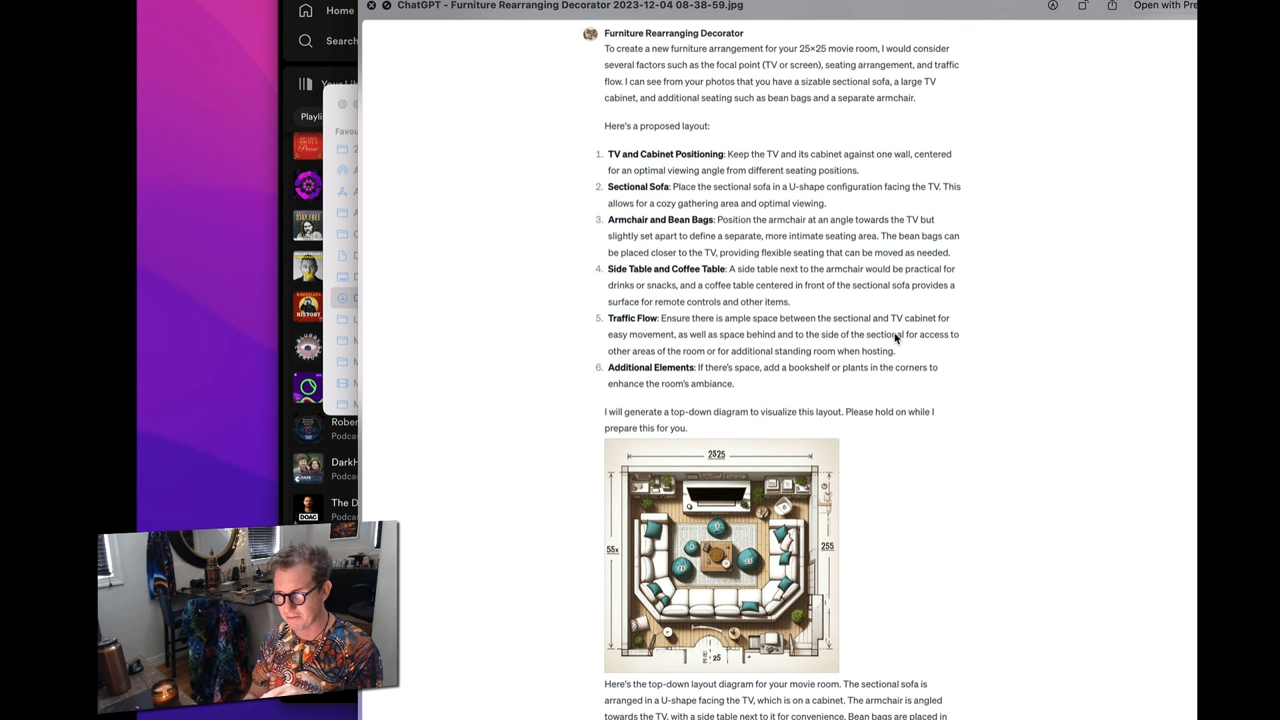 ChatGPT - Furniture Rearranging Decorator 2023-12-04 08-38-59.jpg
Open with Pre
Home
Search
Your Lib
Playli
Favou
STAY FREE
RIDICULOUS
HISTORY
Rober
Podcas
DarkH
Podcas
The D
Podcas
DOAC
Furniture Rearranging Decorator
To create a new furniture arrangement for your 25×25 movie room, I would consider
several factors such as the focal point (TV or screen), seating arrangement, and traffic
flow. I can see from your photos that you have a sizable sectional sofa, a large TV
cabinet, and additional seating such as bean bags and a separate armchair.
Here's a proposed layout:
1. TV and Cabinet Positioning: Keep the TV and its cabinet against one wall, centered
for an optimal viewing angle from different seating positions.
2. Sectional Sofa: Place the sectional sofa in a U-shape configuration facing the TV. This
allows for a cozy gathering area and optimal viewing.
3. Armchair and Bean Bags: Position the armchair at an angle towards the TV but
slightly set apart to define a separate, more intimate seating area. The bean bags can
be placed closer to the TV, providing flexible seating that can be moved as needed.
4. Side Table and Coffee Table: A side table next to the armchair would be practical for
drinks or snacks, and a coffee table centered in front of the sectional sofa provides a
surface for remote controls and other items.
5. Traffic Flow: Ensure there is ample space between the sectional and TV cabinet for
easy movement, as well as space behind and to the side of the sectional for access to
other areas of the room or for additional standing room when hosting.
6. Additional Elements: If there's space, add a bookshelf or plants in the corners to
enhance the room's ambiance.
I will generate a top-down diagram to visualize this layout. Please hold on while I
prepare this for you.
2525
55x
255
25
Here's the top-down layout diagram for your movie room. The sectional sofa is
arranged in a U-shape facing the TV, which is on a cabinet. The armchair is angled
towards the TV, with a side table next to it for convenience. Bean bags are placed in